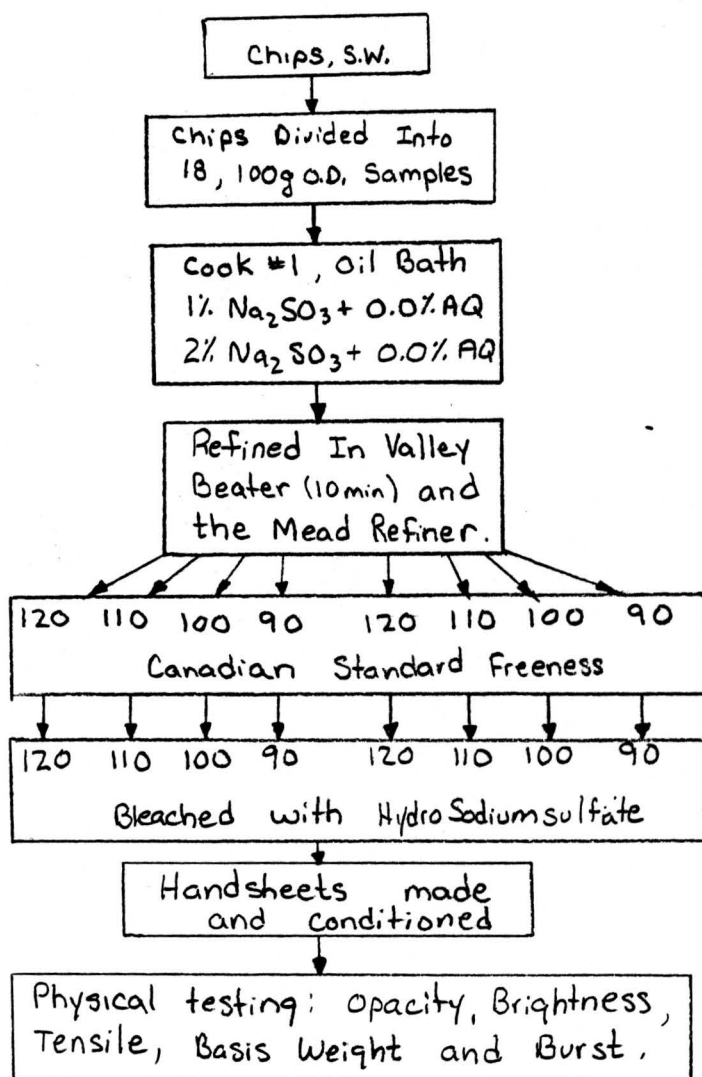 Chips, S.W.
Chips Divided Into
18, 100g O.D. Samples
Cook #1, Oil Bath
1% Na₂SO₃ + 0.0% AQ
2% Na₂SO₃ + 0.0% AQ
Refined In Valley
Beater (10min) and
the Mead Refiner.
120 110 100 90 120 110 100 90
Canadian Standard Freeness
120 110 100 90 120 110 100 90
Bleached with HydroSodiumsulfate
Handsheets made
and conditioned
Physical testing: Opacity, Brightness,
Tensile, Basis Weight and Burst.